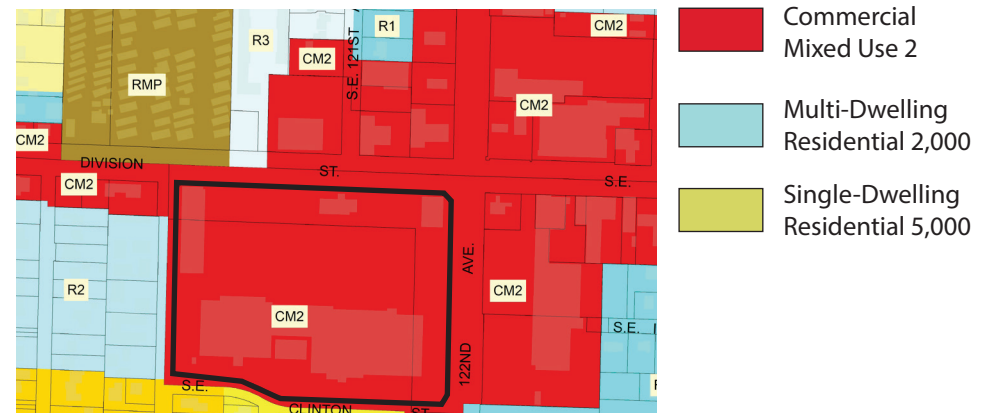 R3
R1
CM2
CM2
S.E. 121ST
RMP
CM2
CM2
DIVISION
ST.
S.E.
CM2
AVE.
R2
CM2
CM2
S.E.
122ND
S.E.
CLINTON
ST.
Commercial
Mixed Use 2
Multi-Dwelling
Residential 2,000
Single-Dwelling
Residential 5,000